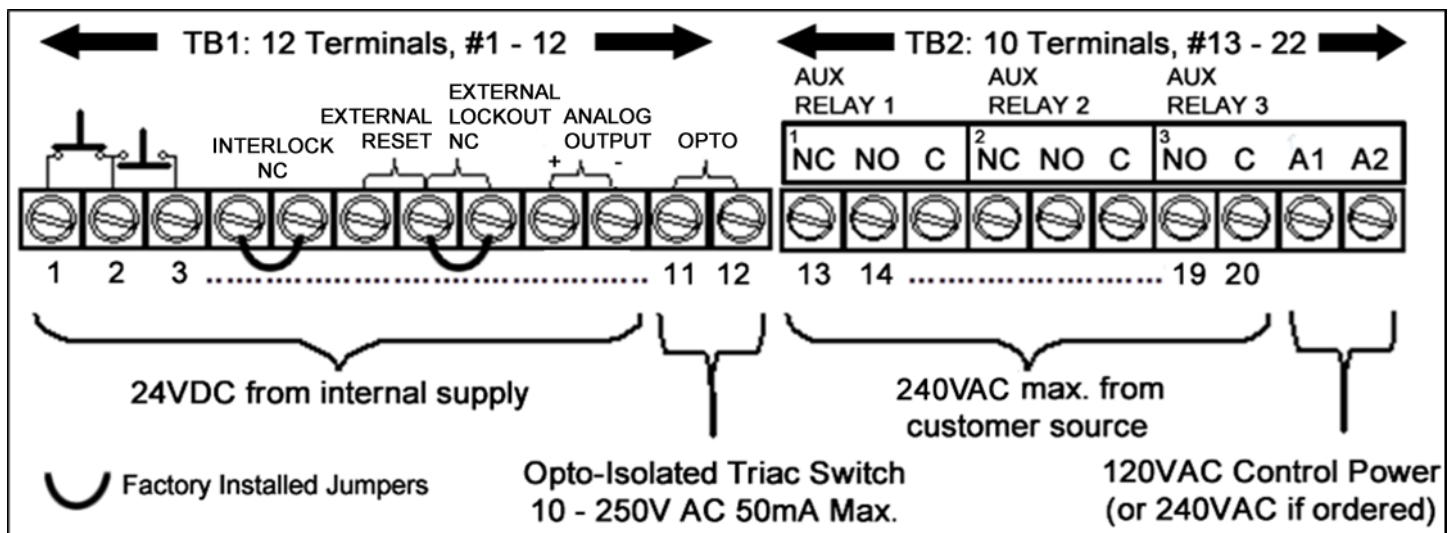 TB1: 12 Terminals, #1 - 12
TB2: 10 Terminals, #13 - 22
INTERLOCK
NC
EXTERNAL
RESET
EXTERNAL
LOCKOUT
NC
ANALOG
OUTPUT
+ -
OPTO
AUX
RELAY 1
AUX
RELAY 2
AUX
RELAY 3
1 NC NO C
2 NC NO C
3 NO C A1 A2
1 2 3 ........................ 11 12
13 14 ........................ 19 20
24VDC from internal supply
240VAC max. from
customer source
Factory Installed Jumpers
Opto-Isolated Triac Switch
10 - 250V AC 50mA Max.
120VAC Control Power
(or 240VAC if ordered)